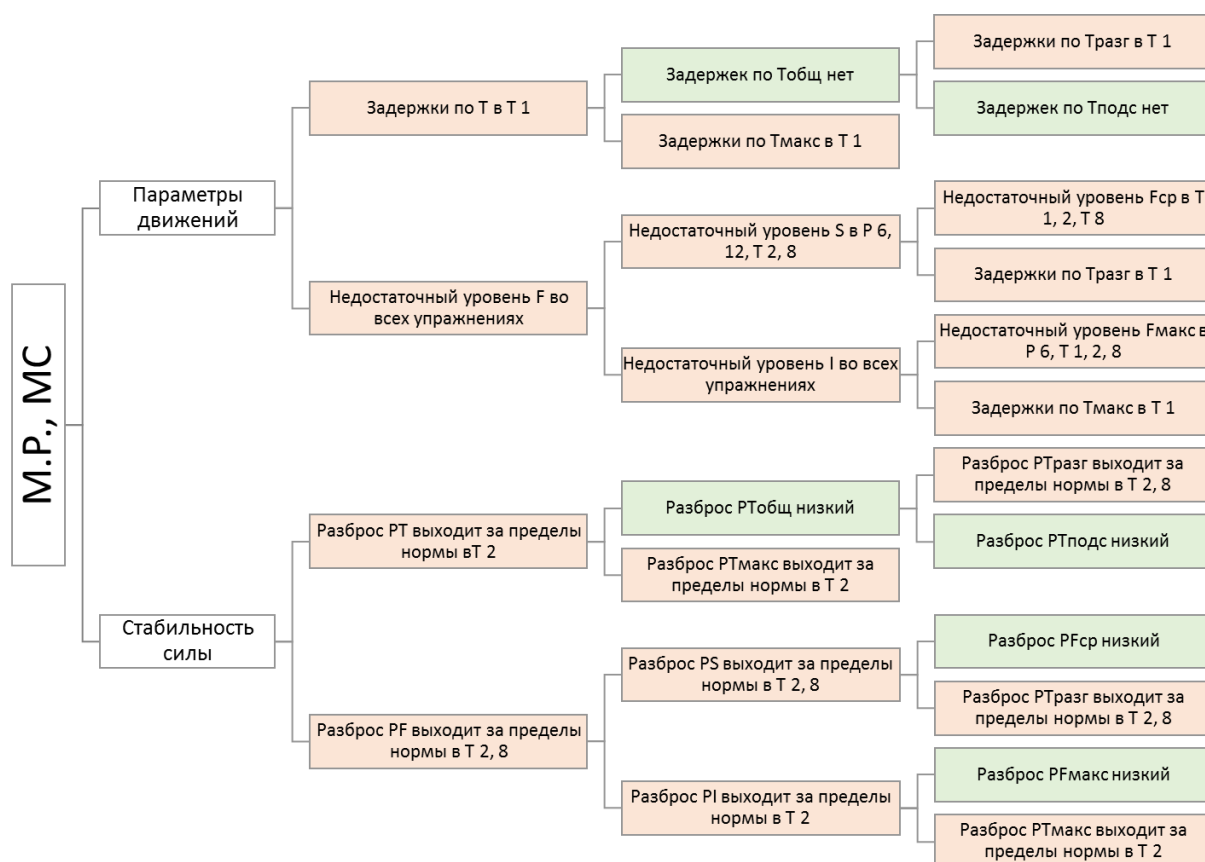 М.Р., МС
Параметры
движений
Задержки по Т в Т 1
Задержек по Тобщ нет
Задержки по Тразг в Т 1
Задержек по Тподс нет
Задержки по Тмакс в Т 1
Недостаточный уровень F во
всех упражнениях
Недостаточный уровень S в Р 6,
12, Т 2, 8
Недостаточный уровень Fср в Т
1, 2, Т 8
Задержки по Тразг в Т 1
Недостаточный уровень I во всех
упражнениях
Недостаточный уровень Fмакс в
Р 6, Т 1, 2, 8
Задержки по Тмакс в Т 1
Стабильность
силы
Разброс РТ выходит за пределы
нормы вТ 2
Разброс РТобщ низкий
Разброс РТразг выходит за
пределы нормы в Т 2, 8
Разброс РТподс низкий
Разброс РТмакс выходит за
пределы нормы в Т 2
Разброс PF выходит за пределы
нормы в Т 2, 8
Разброс PS выходит за пределы
нормы в Т 2, 8
Разброс PFср низкий
Разброс РТразг выходит за
пределы нормы в Т 2, 8
Разброс PI выходит за пределы
нормы в Т 2
Разброс PFмакс низкий
Разброс РТмакс выходит за
пределы нормы в Т 2